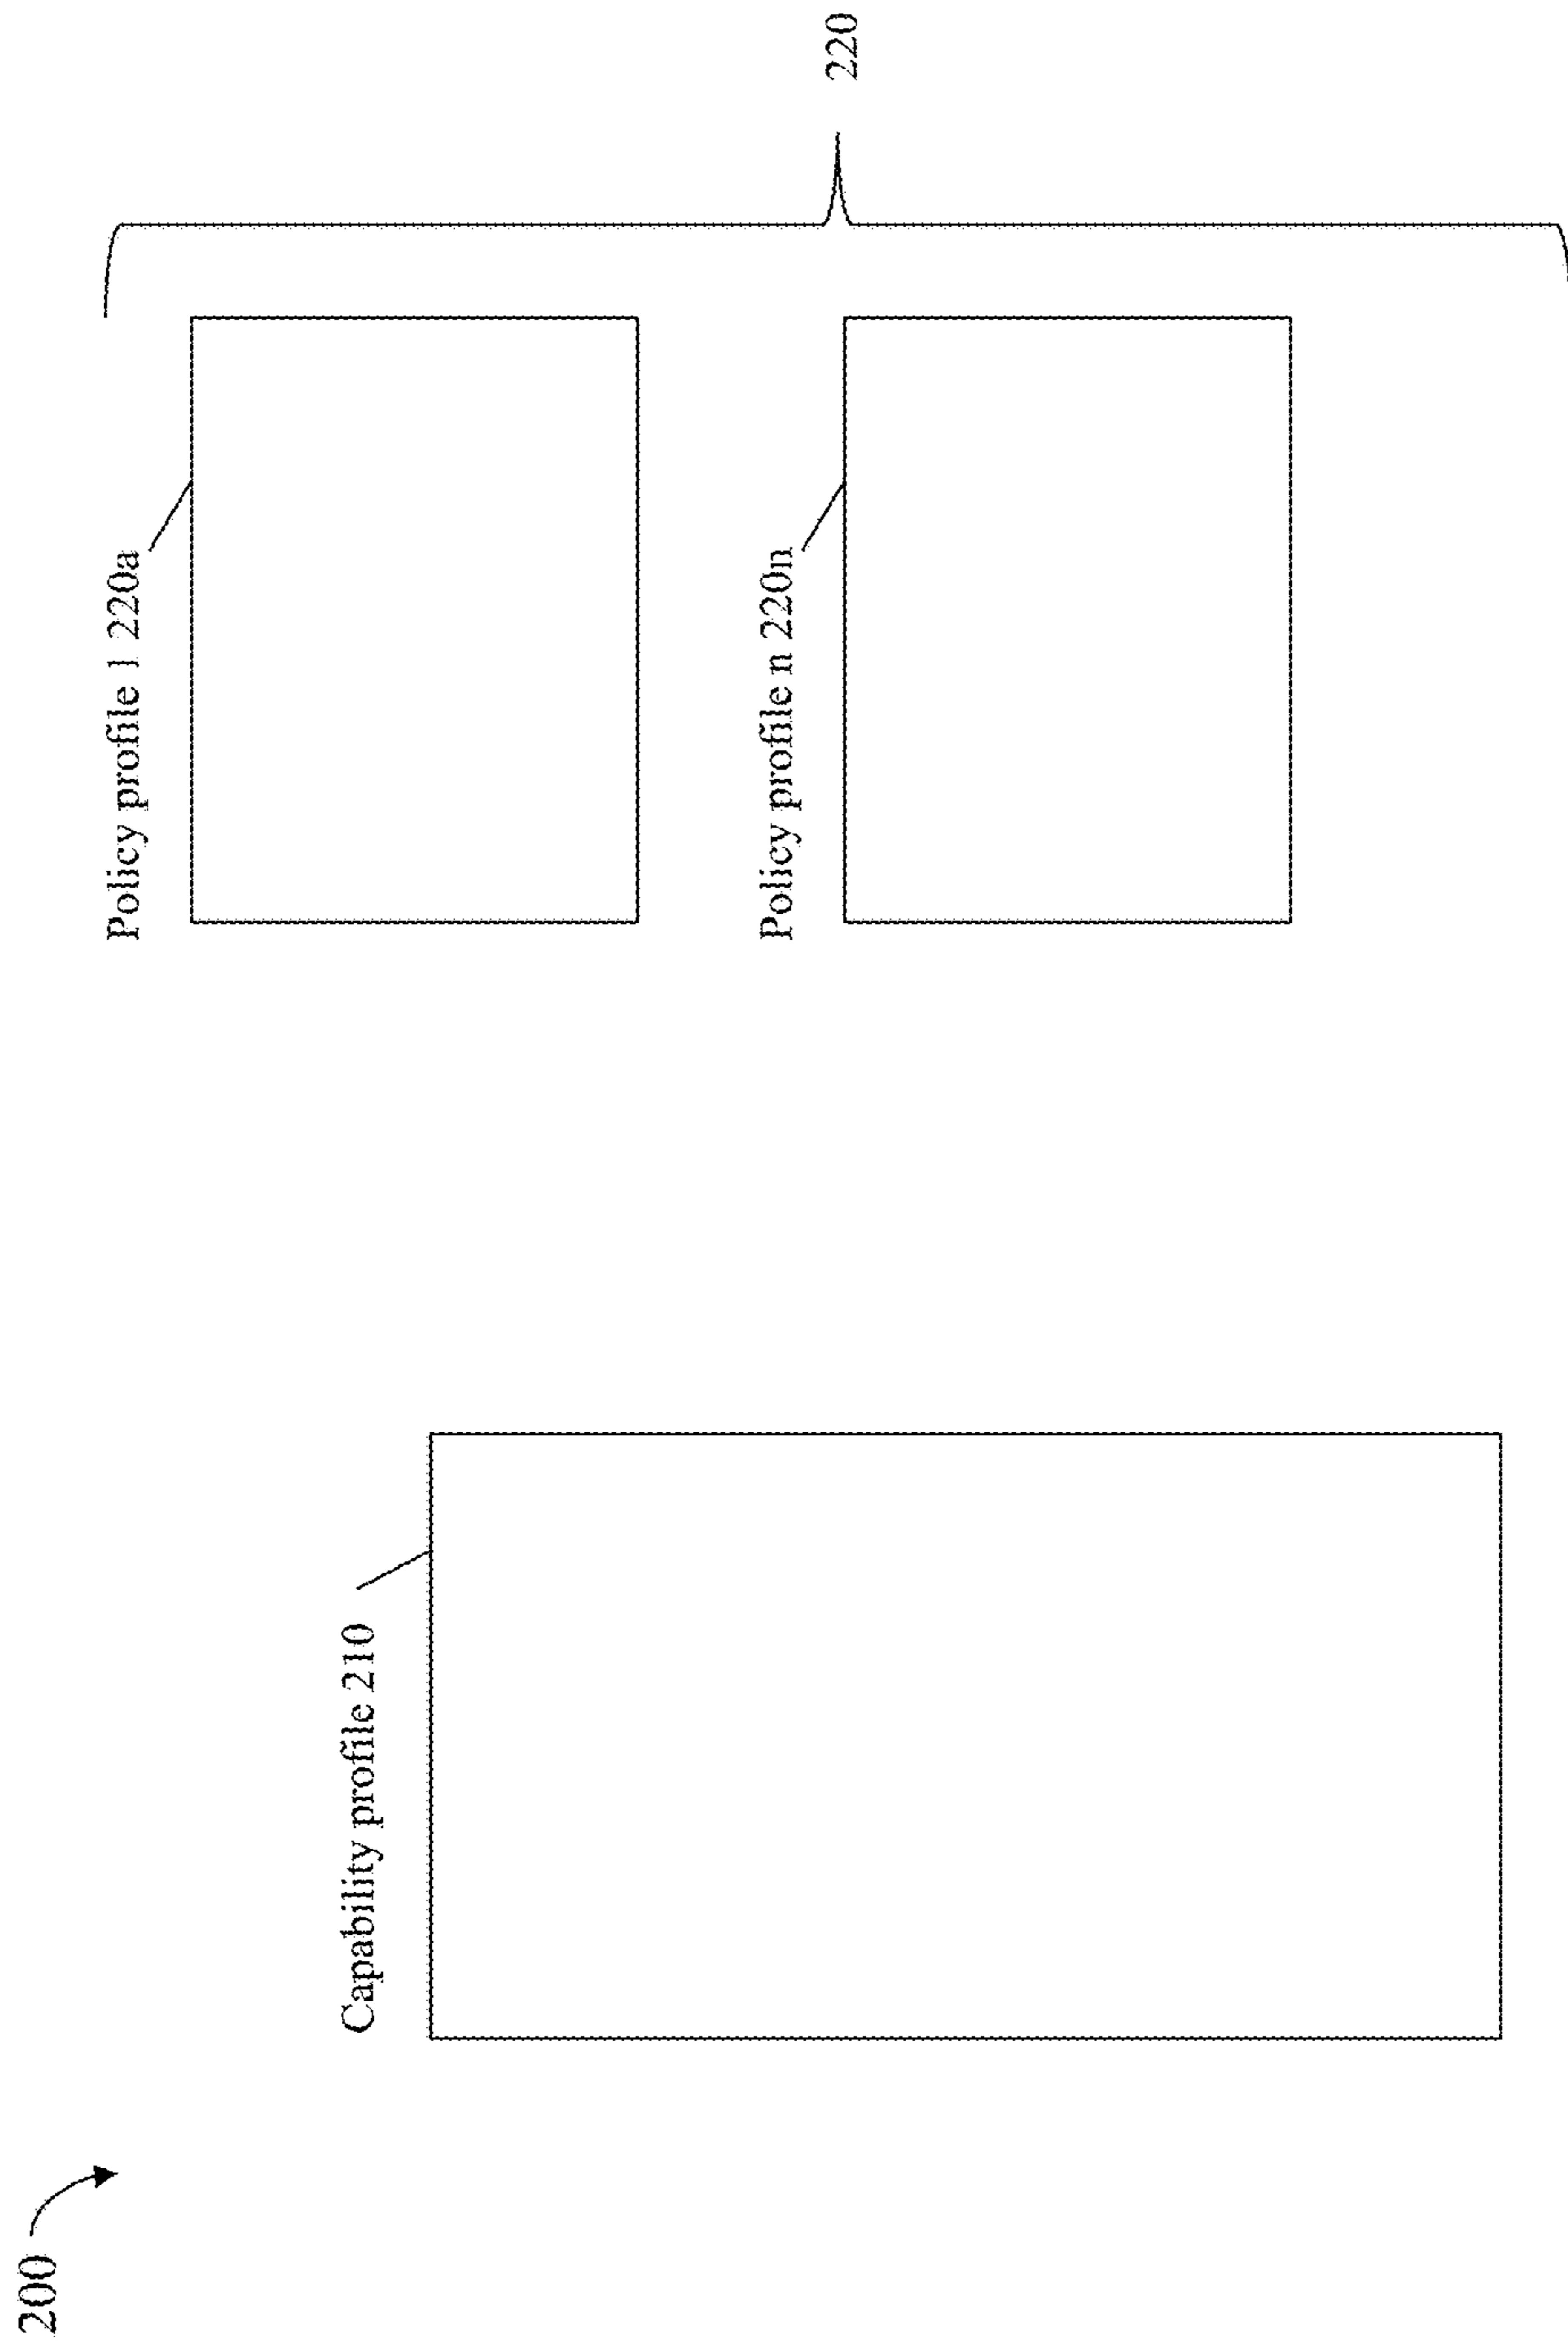 200
Capability profile 210
Policy profile 1 220a
Policy profile n 220n
220